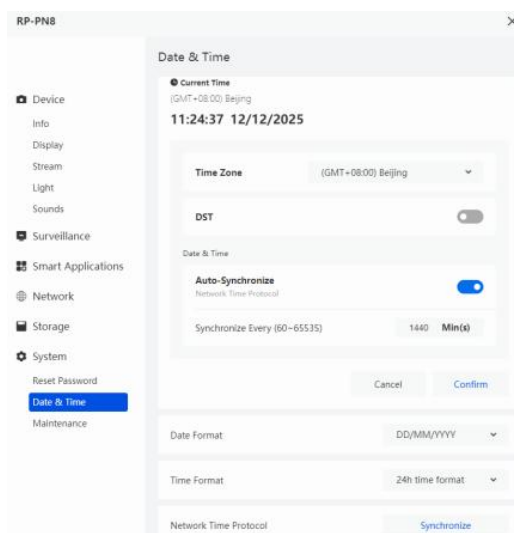 RP-PN8
Date & Time
Current Time
(GMT+08:00) Beijing
11:24:37 12/12/2025
Device
Info
Display
Stream
Light
Sounds
Surveillance
Smart Applications
Network
Storage
System
Reset Password
Date & Time
Maintenance
Time Zone (GMT+08:00) Beijing
DST
Date & Time
Auto-Synchronize
Network Time Protocol
Synchronize Every (60~65535) 1440 Min(s)
Cancel Confirm
Date Format DD/MM/YYYY
Time Format 24h time format
Network Time Protocol Synchronize